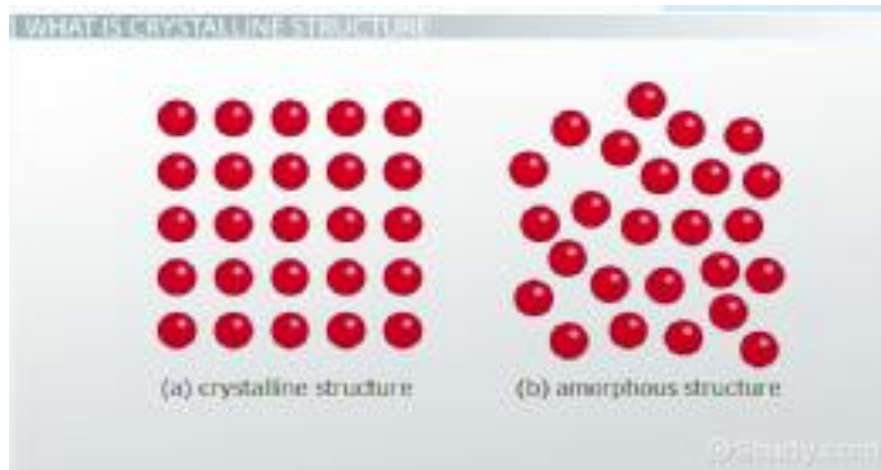 WHAT IS CRYSTALLINE STRUCTURE
(a) crystalline structure
(b) amorphous structure
Study.com